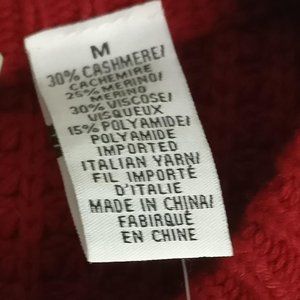 M
30% CASHMERE/
CACHEMIRE
25% MERINO/
MERINO
30% VISCOSE/
VISQUEUX
15% POLYAMIDE/
POLYAMIDE
IMPORTED
ITALIAN YARN/
FIL IMPORTÉ
D'ITALIE
MADE IN CHINA/
FABRIQUÉ
EN CHINE